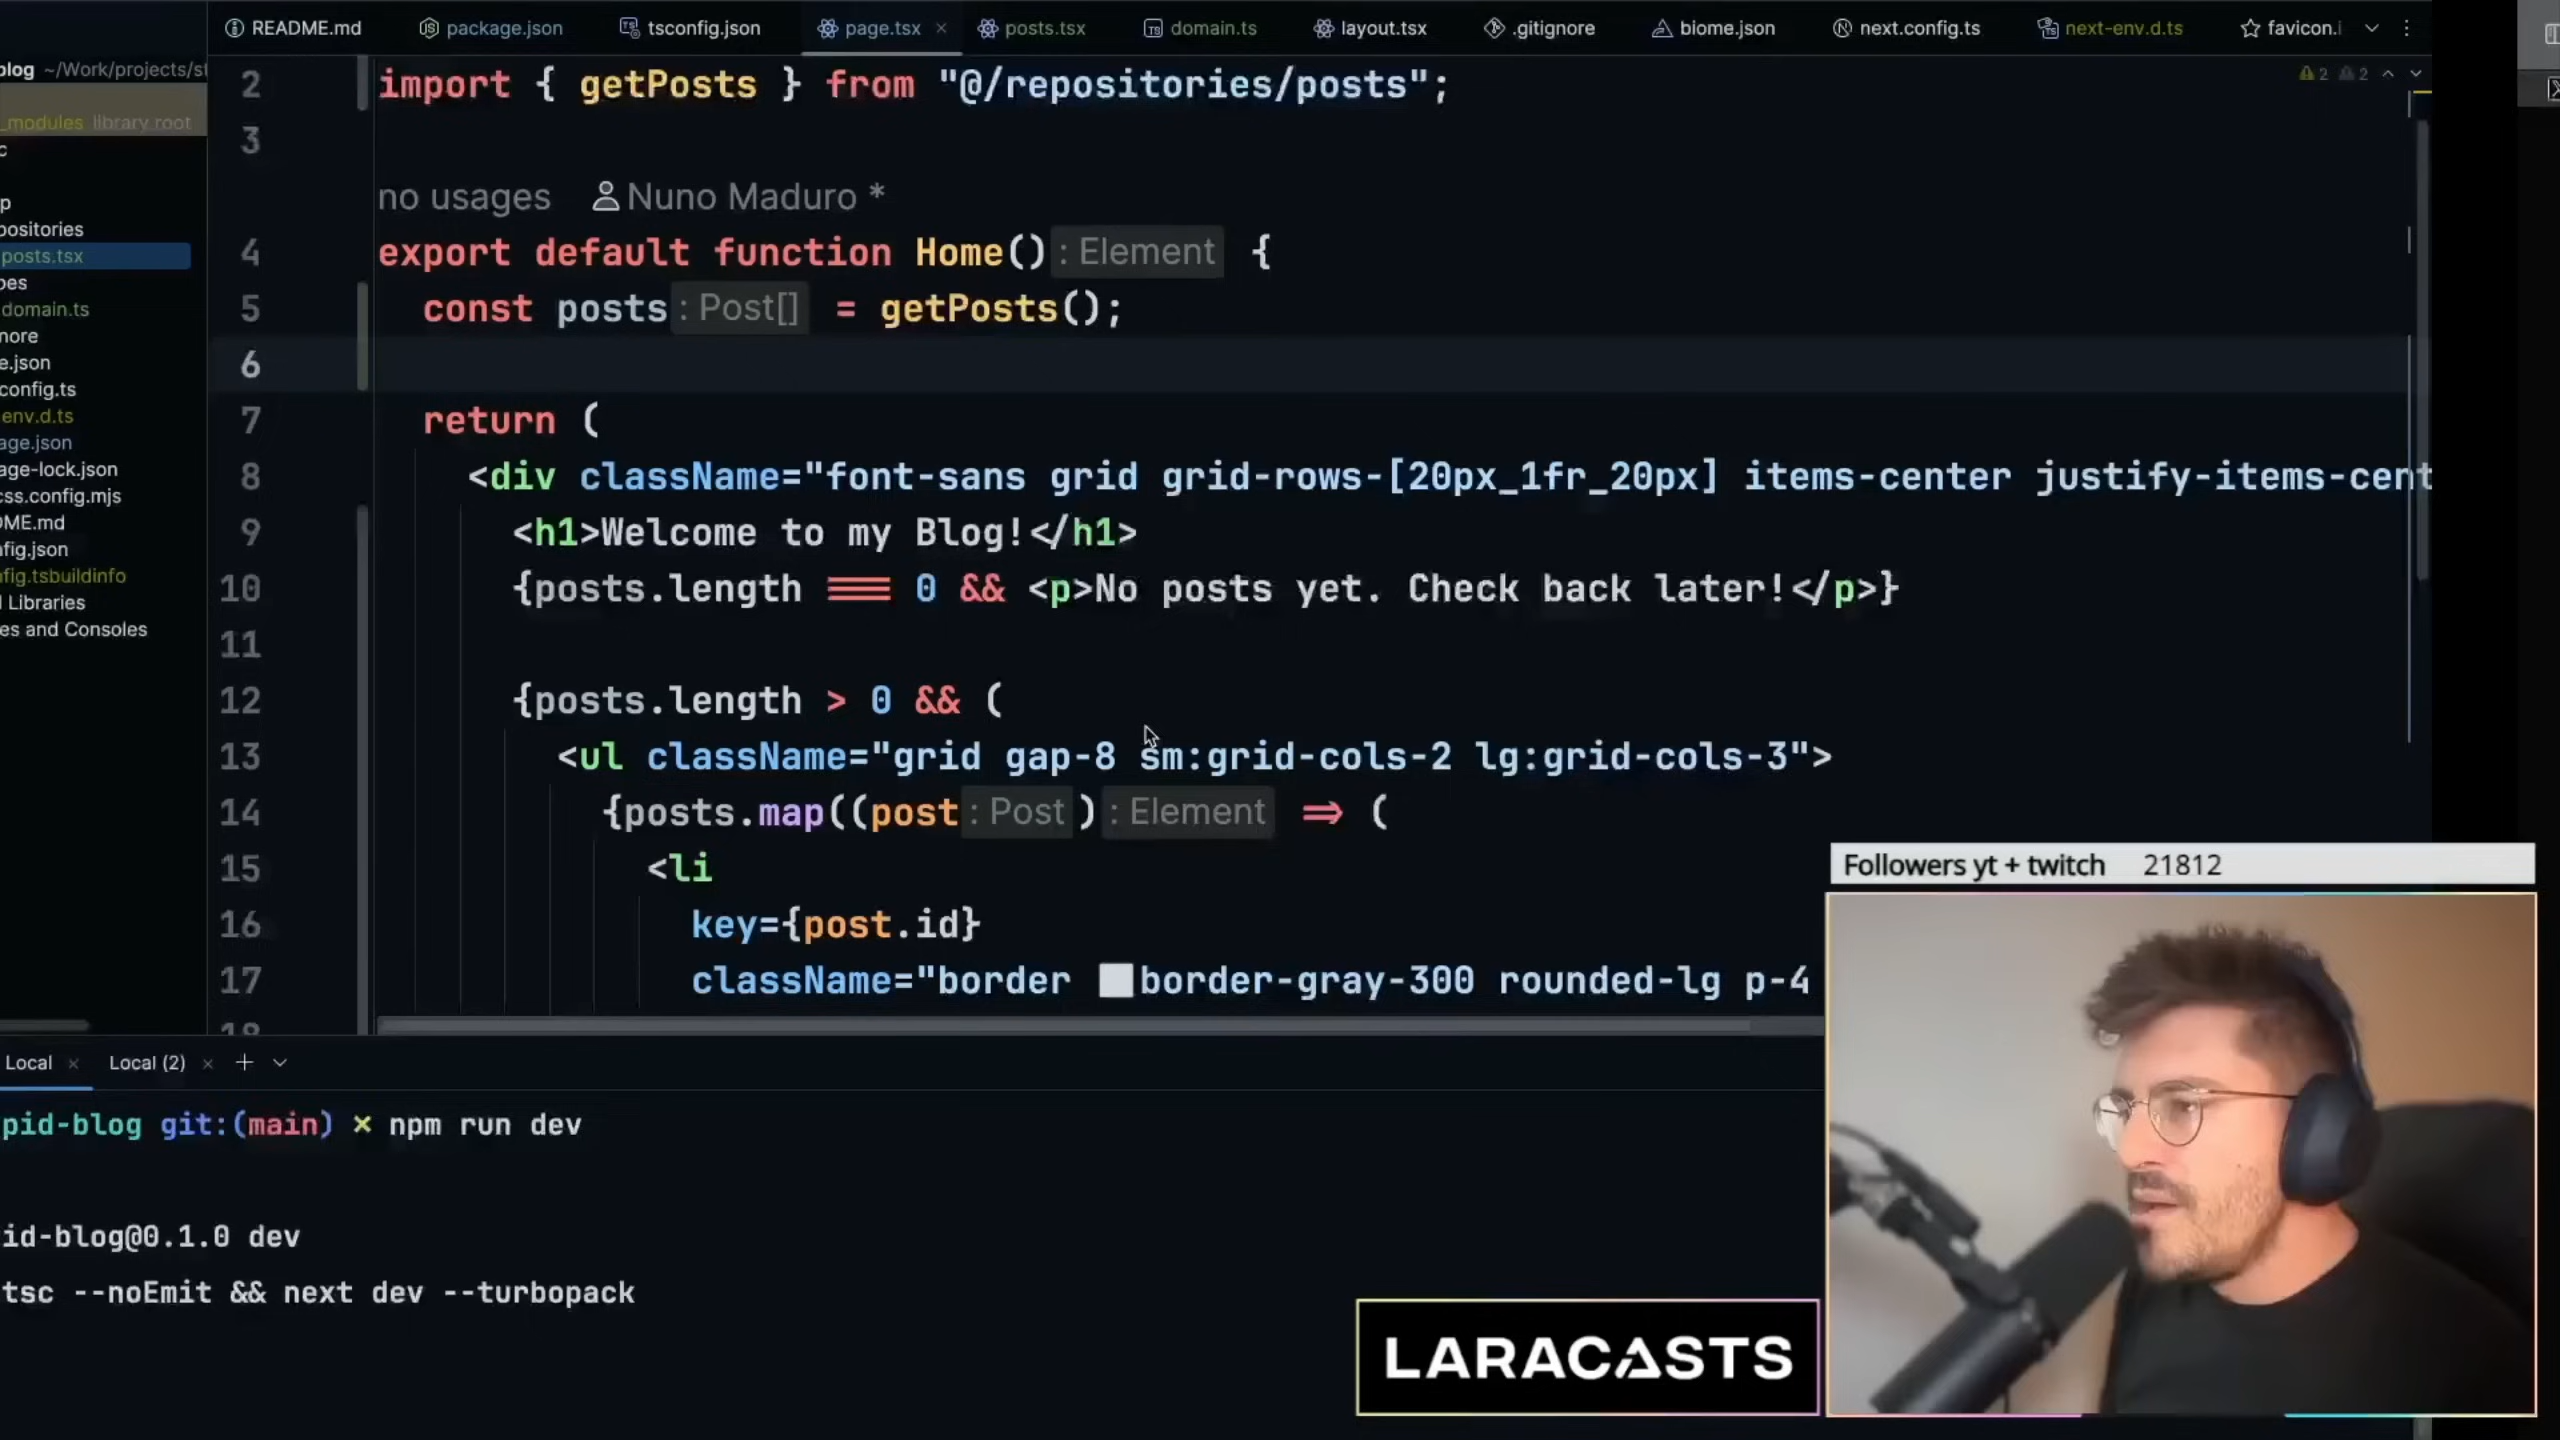 README.md package.json tsconfig.json page.tsx posts.tsx domain.ts layout.tsx .gitignore biome.json next.config.ts next-env.d.ts favicon.i
log ~/Work/projects/st
_modules library root
c
p
positories
posts.tsx
pes
domain.ts
nore
e.json
config.ts
env.d.ts
age.json
age-lock.json
css.config.mjs
ME.md
fig.json
fig.tsbuildinfo
l Libraries
es and Consoles
2 2
2 import { getPosts } from "@/repositories/posts";
3
no usages Nuno Maduro *
4 export default function Home() : Element {
5 const posts : Post[] = getPosts();
6
7 return (
8 <div className="font-sans grid grid-rows-[20px_1fr_20px] items-center justify-items-cent
9 <h1>Welcome to my Blog!</h1>
10 {posts.length === 0 && <p>No posts yet. Check back later!</p>}
11
12 {posts.length > 0 && (
13 <ul className="grid gap-8 sm:grid-cols-2 lg:grid-cols-3">
14 {posts.map((post : Post ) : Element => (
15 <li
16 key={post.id}
17 className="border border-gray-300 rounded-lg p-4
18
Local Local (2)
pid-blog git:(main) × npm run dev
id-blog@0.1.0 dev
tsc --noEmit && next dev --turbopack
Followers yt + twitch 21812
LARACASTS